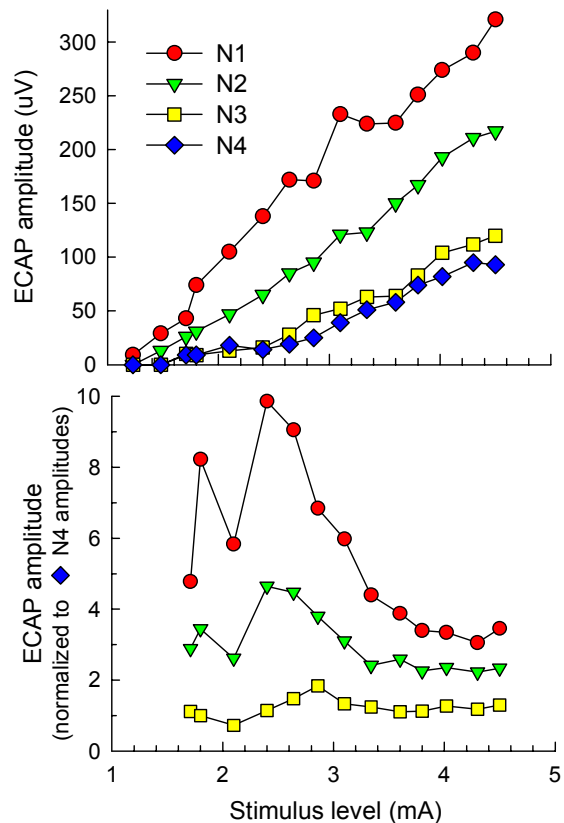 ECAP amplitude (uV)
300
250
200
150
100
50
0
N1
N2
N3
N4
ECAP amplitude
(normalized to N4 amplitudes)
10
8
6
4
2
0
1 2 3 4 5
Stimulus level (mA)